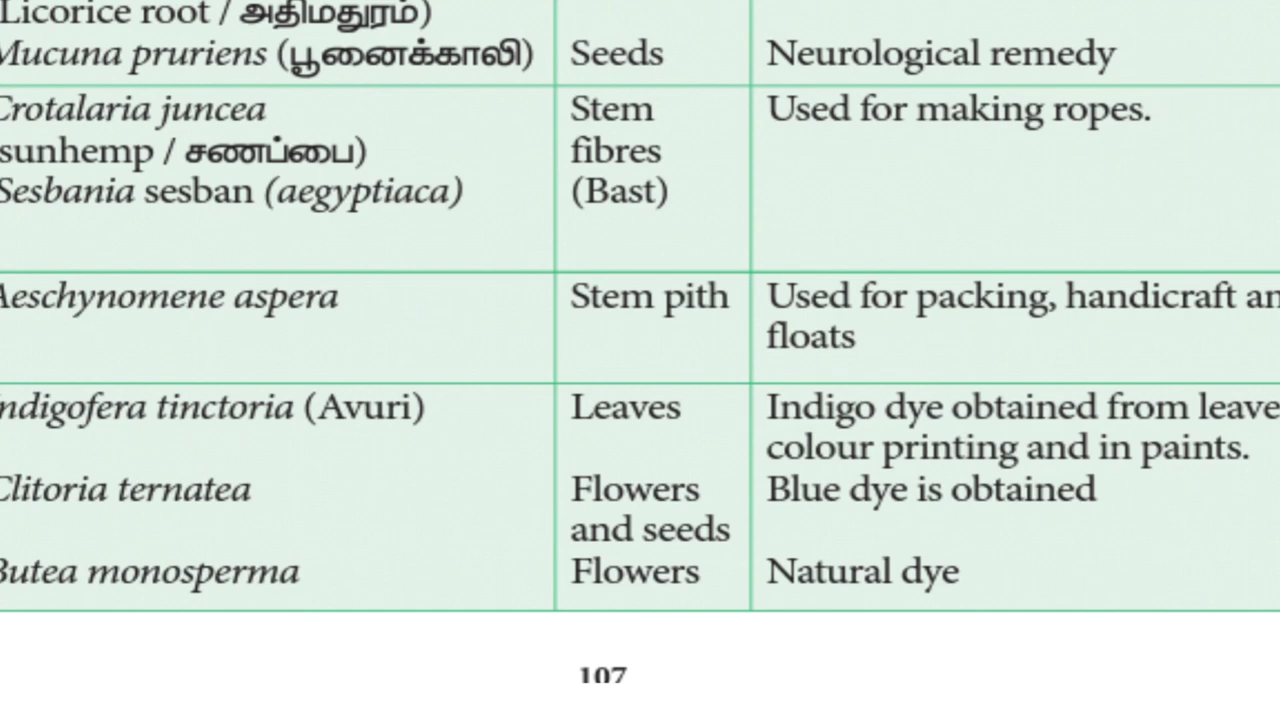 Licorice root / அதிமதுரம்)
Mucuna pruriens (பூனைக்காலி) Seeds Neurological remedy
Crotalaria juncea Stem Used for making ropes.
sunhemp / சணப்பை) fibres
Sesbania sesban (aegyptiaca) (Bast)
Aeschynomene aspera Stem pith Used for packing, handicraft an
floats
ndigofera tinctoria (Avuri) Leaves Indigo dye obtained from leave
colour printing and in paints.
Clitoria ternatea Flowers Blue dye is obtained
and seeds
Butea monosperma Flowers Natural dye
107